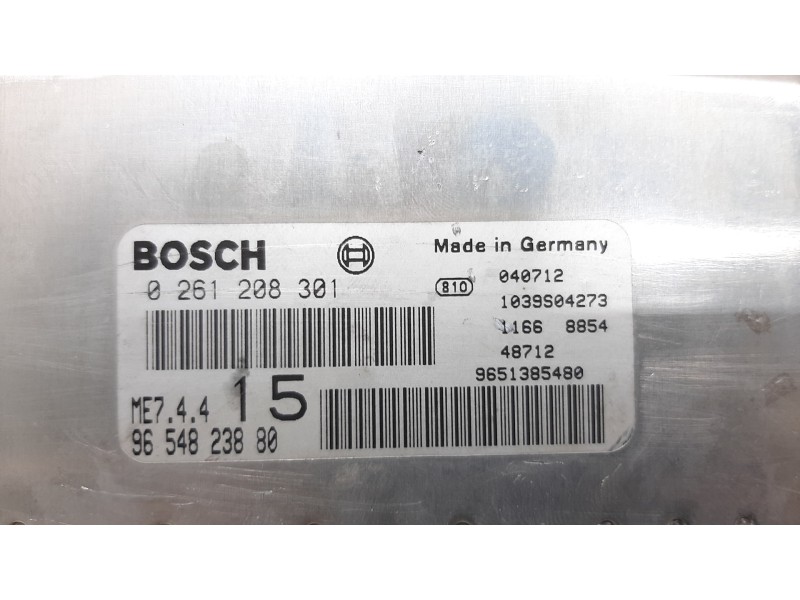 BOSCH
Made in Germany
0 261 208 301
810
040712
1039S04273
1166 8854
48712
9651385480
ME7.4.4 15
96 548 238 80